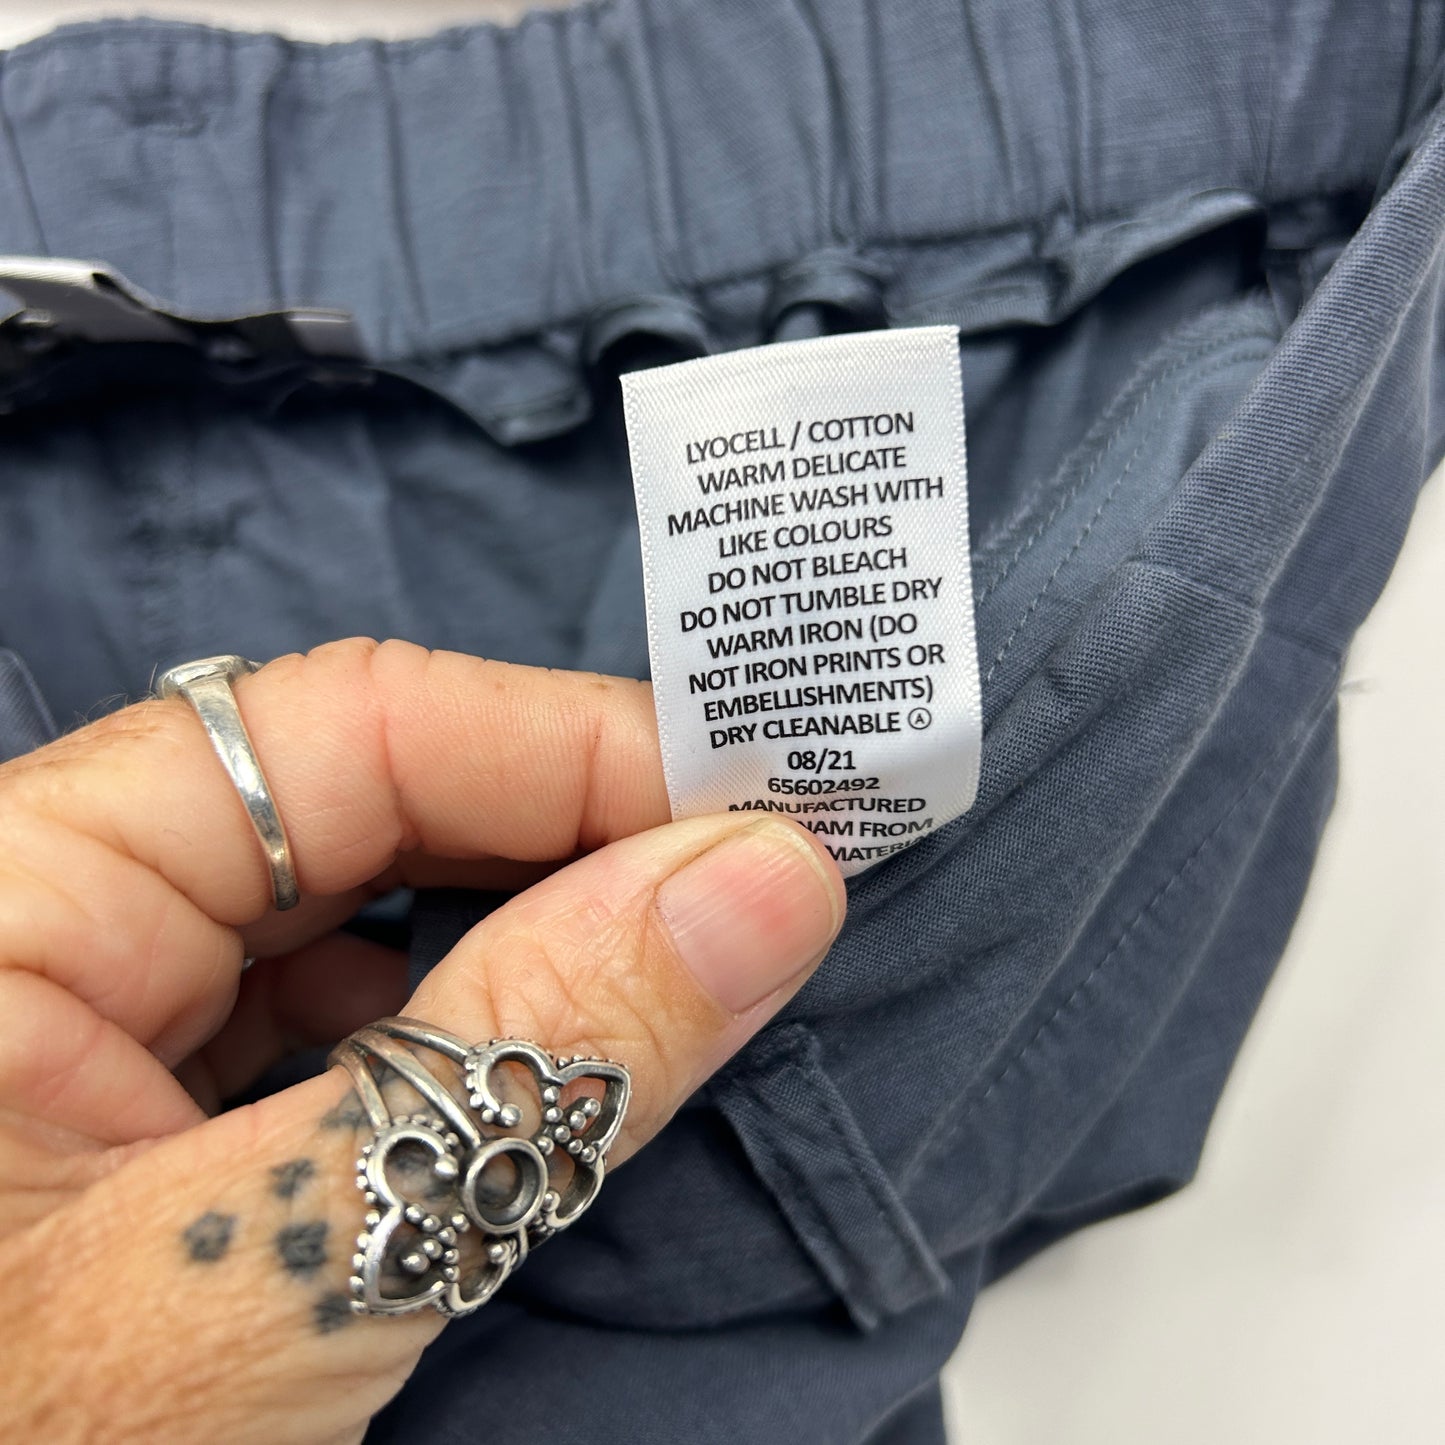 LYOCELL / COTTON
WARM DELICATE
MACHINE WASH WITH
LIKE COLOURS
DO NOT BLEACH
DO NOT TUMBLE DRY
WARM IRON (DO
NOT IRON PRINTS OR
EMBELLISHMENTS)
DRY CLEANABLE Ⓐ
08/21
65602492
MANUFACTURED
FROM